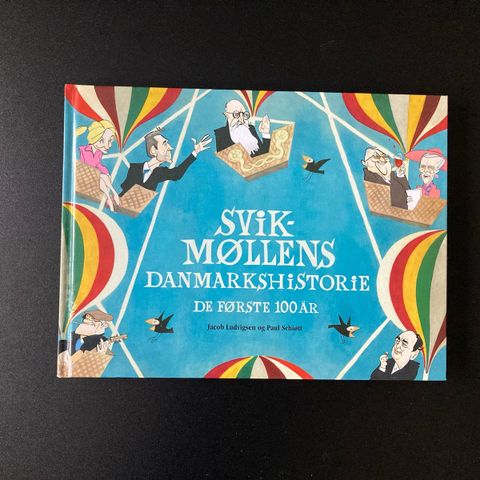 SViK-
MØLLENS
DANMARKSHiSTORiE
DE FØRSTE 100 ÅR
Jacob Ludvigsen og Paul Schiøtt